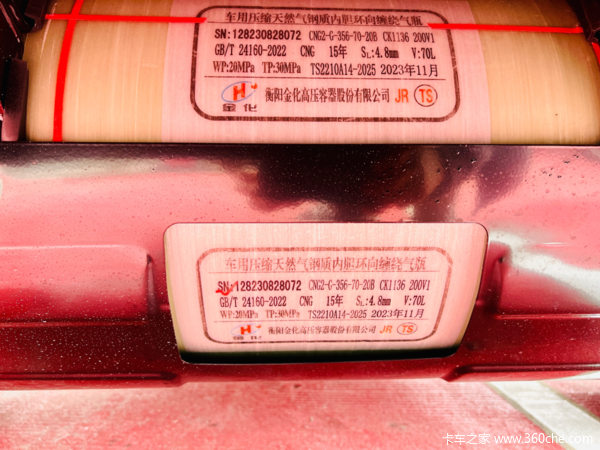 车用压缩天然气钢质内胆环向缠绕气瓶
SN:128230828072 CNG2-G-356-70-20B CK1136 200V1
GB/T 24160-2022 CNG 15年 SL:4.8mm V:70L
WP:20MPa TP:30MPa TS2210A14-2025 2023年11月
金化 衡阳金化高压容器股份有限公司 JR TS
车用压缩天然气钢质内胆环向缠绕气瓶
SN:128230828072 CNG2-G-356-70-20B CK1136 200V1
GB/T 24160-2022 CNG 15年 SL:4.8mm V:70L
WP:20MPa TP:30MPa TS2210A14-2025 2023年11月
金化 衡阳金化高压容器股份有限公司 JR TS
卡车之家 www.360che.com